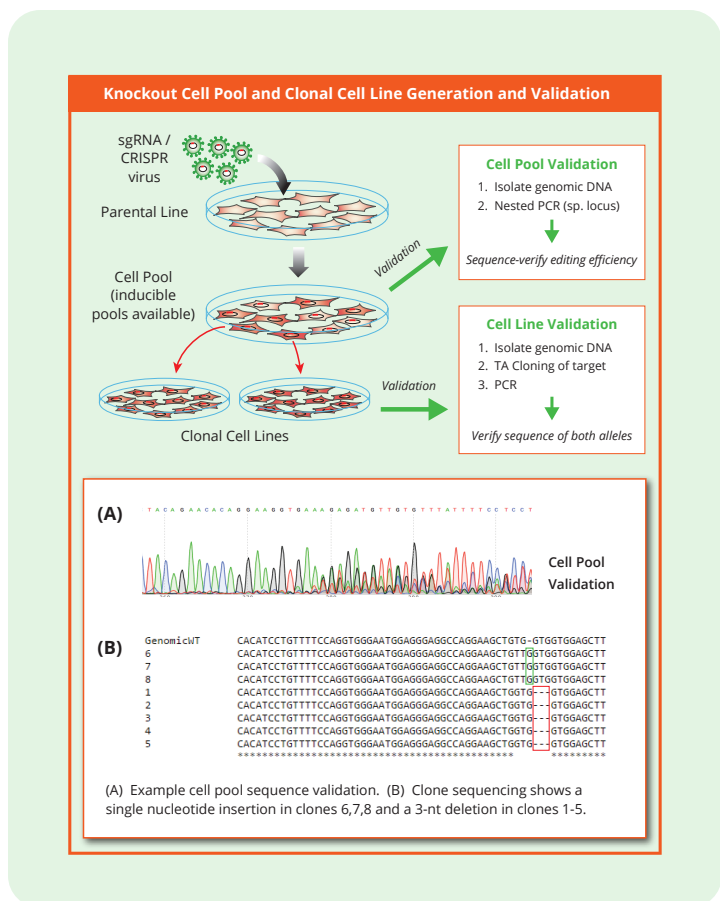 Knockout Cell Pool and Clonal Cell Line Generation and Validation
sgRNA /
CRISPR
virus
Parental Line
Cell Pool
(inducible
pools available)
Clonal Cell Lines
Validation
Validation
Cell Pool Validation
1. Isolate genomic DNA
2. Nested PCR (sp. locus)
Sequence-verify editing efficiency
Cell Line Validation
1. Isolate genomic DNA
2. TA Cloning of target
3. PCR
Verify sequence of both alleles
(A)
T A C A G A A C A C A G G A A G G T G A A A G A G A T G T T G T G T T T A T T T T C C T C C T
Cell Pool
Validation
(B)
GenomicWT CACATCCTGTTTTCCAGGTGGGAATGGAGGGAGGCCAGGAAGCTGTG-GTGGTGGAGCTT
6 CACATCCTGTTTTCCAGGTGGGAATGGAGGGAGGCCAGGAAGCTGTTGGTGGTGGAGCTT
7 CACATCCTGTTTTCCAGGTGGGAATGGAGGGAGGCCAGGAAGCTGTTGGTGGTGGAGCTT
8 CACATCCTGTTTTCCAGGTGGGAATGGAGGGAGGCCAGGAAGCTGTTGGTGGTGGAGCTT
1 CACATCCTGTTTTCCAGGTGGGAATGGAGGGAGGCCAGGAAGCTGGTG---GTGGAGCTT
2 CACATCCTGTTTTCCAGGTGGGAATGGAGGGAGGCCAGGAAGCTGGTG---GTGGAGCTT
3 CACATCCTGTTTTCCAGGTGGGAATGGAGGGAGGCCAGGAAGCTGGTG---GTGGAGCTT
4 CACATCCTGTTTTCCAGGTGGGAATGGAGGGAGGCCAGGAAGCTGGTG---GTGGAGCTT
5 CACATCCTGTTTTCCAGGTGGGAATGGAGGGAGGCCAGGAAGCTGGTG---GTGGAGCTT
********************************************* *********
(A) Example cell pool sequence validation. (B) Clone sequencing shows a
single nucleotide insertion in clones 6,7,8 and a 3-nt deletion in clones 1-5.